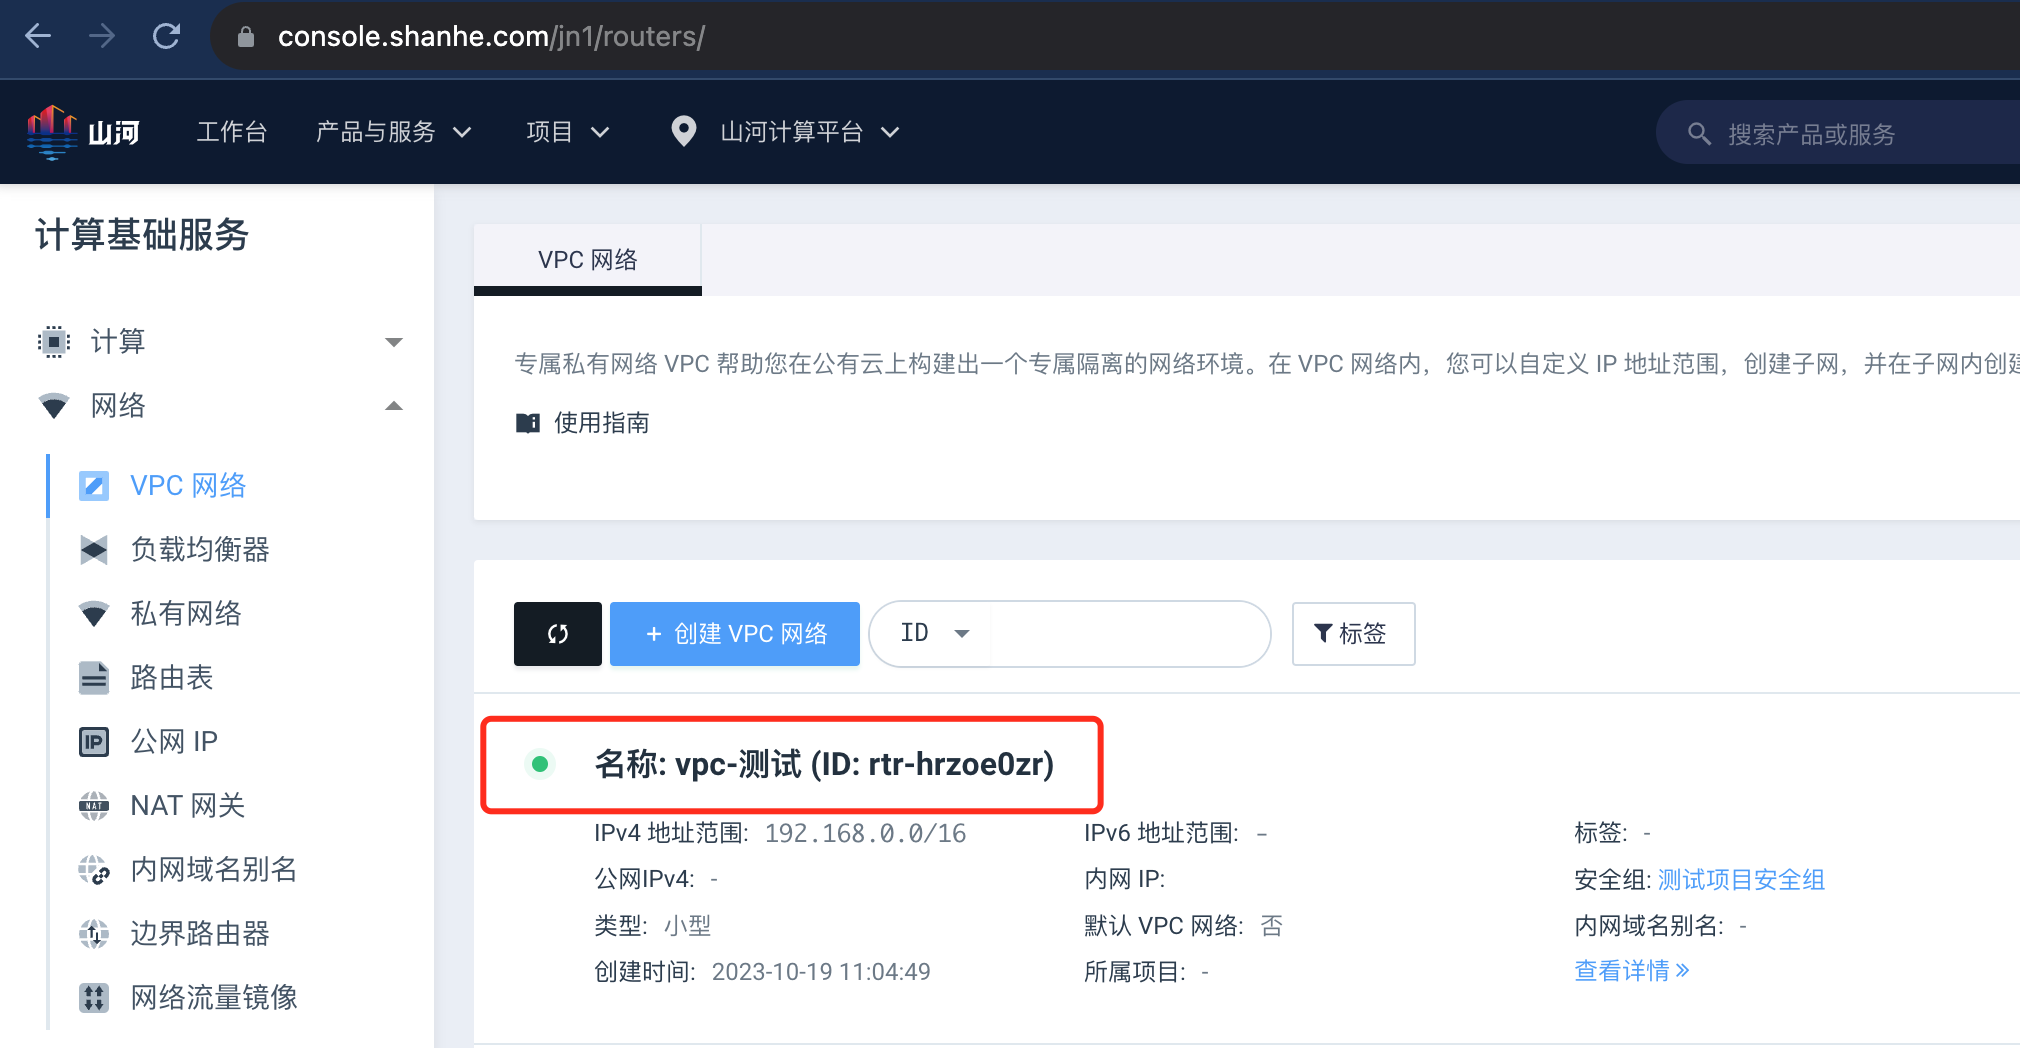 console.shanhe.com/jn1/routers/
山河 工作台 产品与服务 项目 山河计算平台 搜索产品或服务
计算基础服务
计算
网络
VPC 网络
负载均衡器
私有网络
路由表
IP 公网 IP
NAT NAT 网关
内网域名别名
边界路由器
网络流量镜像
VPC 网络
专属私有网络 VPC 帮助您在公有云上构建出一个专属隔离的网络环境。在 VPC 网络内，您可以自定义 IP 地址范围，创建子网，并在子网内创建
使用指南
+ 创建 VPC 网络 ID 标签
名称: vpc-测试 (ID: rtr-hrzoe0zr)
IPv4 地址范围: 192.168.0.0/16 IPv6 地址范围: - 标签: -
公网IPv4: - 内网 IP: 安全组: 测试项目安全组
类型: 小型 默认 VPC 网络: 否 内网域名别名: -
创建时间: 2023-10-19 11:04:49 所属项目: - 查看详情 »